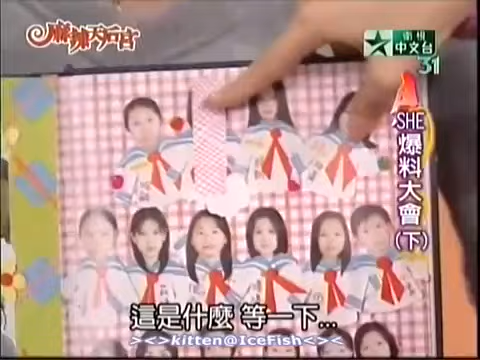 麻辣天后宮
衛視
中文台
31
SHE
爆料大會
(下)
這是什麼 等一下...
><>kitten@IceFish<><